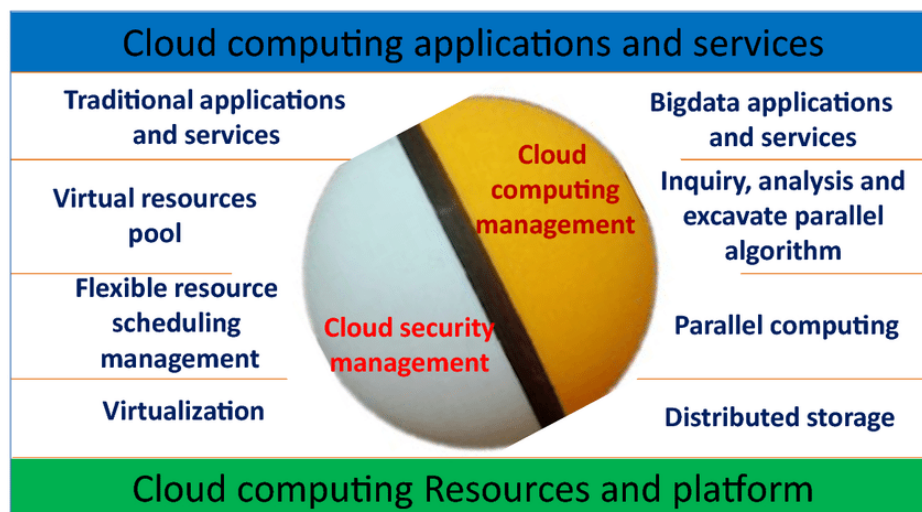 Cloud computing applications and services
Traditional applications
and services
Virtual resources
pool
Flexible resource
scheduling
management
Virtualization
Cloud
computing
management
Cloud security
management
Bigdata applications
and services
Inquiry, analysis and
excavate parallel
algorithm
Parallel computing
Distributed storage
Cloud computing Resources and platform